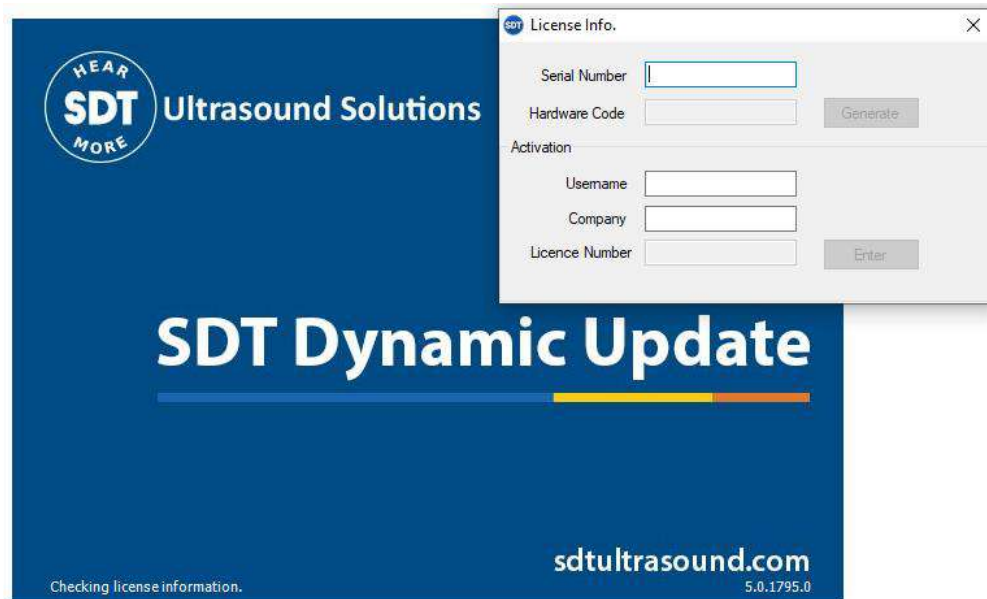 HEAR
SDT
MORE
Ultrasound Solutions
SDT Dynamic Update
sdtultrasound.com
Checking license information.
5.0.1795.0
SDT
License Info.
Serial Number
Hardware Code
Generate
Activation
Username
Company
Licence Number
Enter